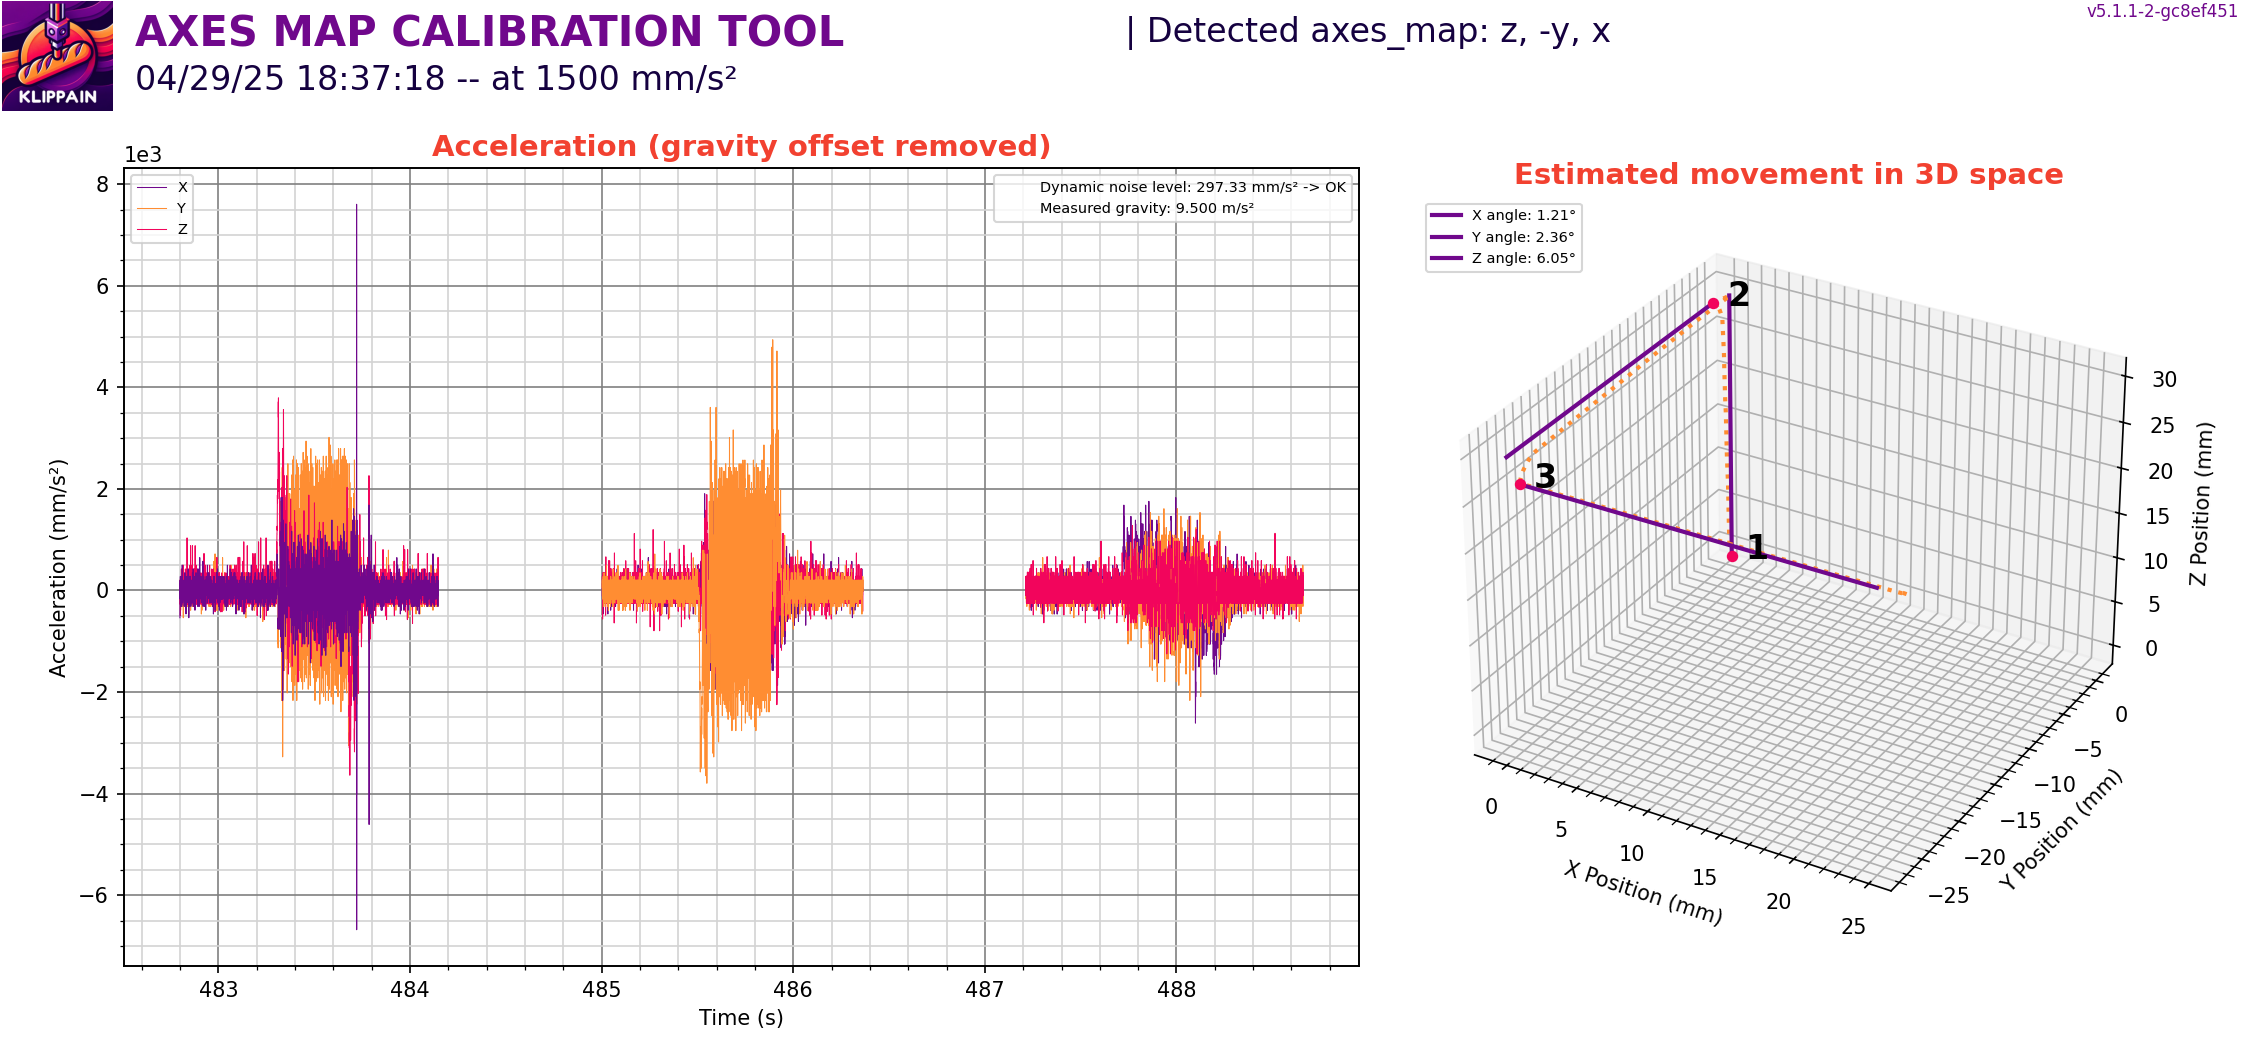 KLIPPAIN
AXES MAP CALIBRATION TOOL
04/29/25 18:37:18 -- at 1500 mm/s²
| Detected axes_map: z, -y, x
v5.1.1-2-gc8ef451
Acceleration (gravity offset removed)
1e3
X
Y
Z
Dynamic noise level: 297.33 mm/s² -> OK
Measured gravity: 9.500 m/s²
8
6
4
2
0
−2
−4
−6
Acceleration (mm/s²)
483 484 485 486 487 488
Time (s)
Estimated movement in 3D space
X angle: 1.21°
Y angle: 2.36°
Z angle: 6.05°
2
3
1
30
25
20
15
10
5
0
Z Position (mm)
0
−5
−10
−15
−20
−25
Y Position (mm)
0
5
10
15
20
25
X Position (mm)